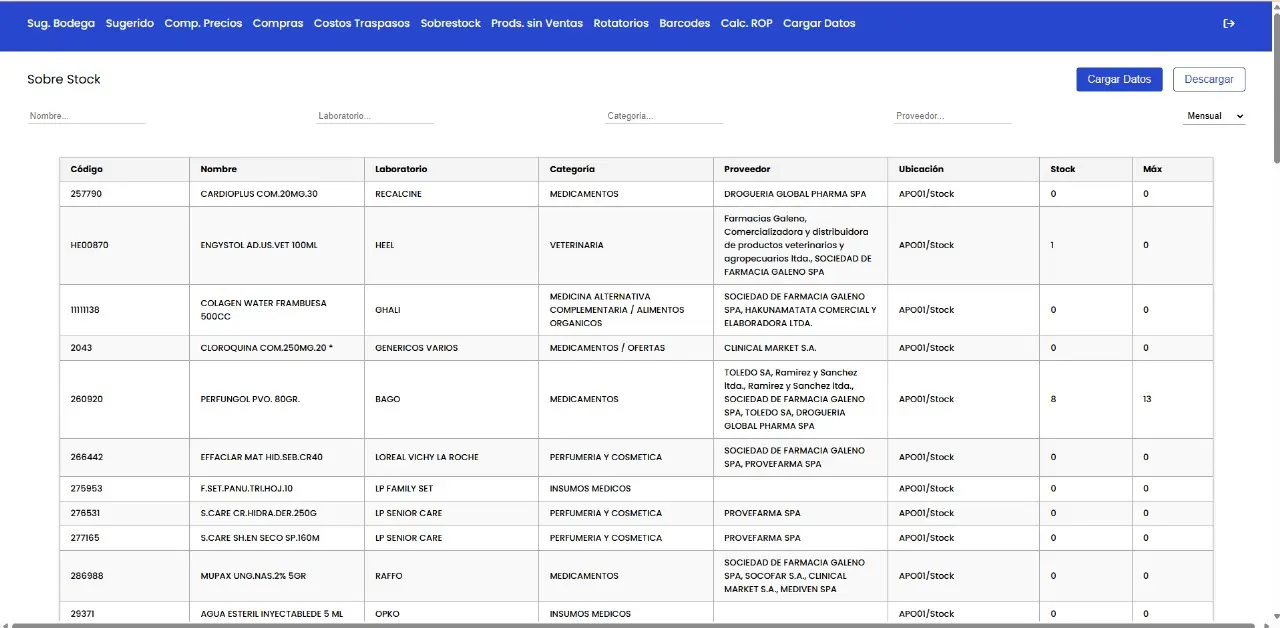 Sug. Bodega Sugerido Comp. Precios Compras Costos Traspasos Sobrestock Prods. sin Ventas Rotatorios Barcodes Calc. ROP Cargar Datos
Sobre Stock
Cargar Datos Descargar
Nombre... Laboratorio... Categoría... Proveedor... Mensual
Código Nombre Laboratorio Categoría Proveedor Ubicación Stock Máx
257790 CARDIOPLUS COM.20MG.30 RECALCINE MEDICAMENTOS DROGUERIA GLOBAL PHARMA SPA APO01/Stock 0 0
HE00870 ENGYSTOL AD.US.VET 100ML HEEL VETERINARIA
Farmacias Galeno,
Comercializadora y distribuidora
de productos veterinarios y
agropecuarios ltda., SOCIEDAD DE
FARMACIA GALENO SPA
APO01/Stock 1 0
11111138
COLAGEN WATER FRAMBUESA
500CC
GHALI
MEDICINA ALTERNATIVA
COMPLEMENTARIA / ALIMENTOS
ORGANICOS
SOCIEDAD DE FARMACIA GALENO
SPA, HAKUNAMATATA COMERCIAL Y
ELABORADORA LTDA.
APO01/Stock 0 0
2043 CLOROQUINA COM.250MG.20 * GENERICOS VARIOS MEDICAMENTOS / OFERTAS CLINICAL MARKET S.A. APO01/Stock 0 0
260920 PERFUNGOL PVO. 80GR. BAGO MEDICAMENTOS
TOLEDO SA, Ramirez y Sanchez
ltda., Ramirez y Sanchez ltda.,
SOCIEDAD DE FARMACIA GALENO
SPA, TOLEDO SA, DROGUERIA
GLOBAL PHARMA SPA
APO01/Stock 8 13
266442 EFFACLAR MAT HID.SEB.CR40 LOREAL VICHY LA ROCHE PERFUMERIA Y COSMETICA
SOCIEDAD DE FARMACIA GALENO
SPA, PROVEFARMA SPA
APO01/Stock 0 0
275953 F.SET.PANU.TRI.HOJ.10 LP FAMILY SET INSUMOS MEDICOS APO01/Stock 0 0
276531 S.CARE CR.HIDRA.DER.250G LP SENIOR CARE PERFUMERIA Y COSMETICA PROVEFARMA SPA APO01/Stock 0 0
277165 S.CARE SH.EN SECO SP.160M LP SENIOR CARE PERFUMERIA Y COSMETICA PROVEFARMA SPA APO01/Stock 0 0
286988 MUPAX UNG.NAS.2% 5GR RAFFO MEDICAMENTOS
SOCIEDAD DE FARMACIA GALENO
SPA, SOCOFAR S.A., CLINICAL
MARKET S.A., MEDIVEN SPA
APO01/Stock 0 0
29371 AGUA ESTERIL INYECTABLEDE 5 ML OPKO INSUMOS MEDICOS APO01/Stock 0 0